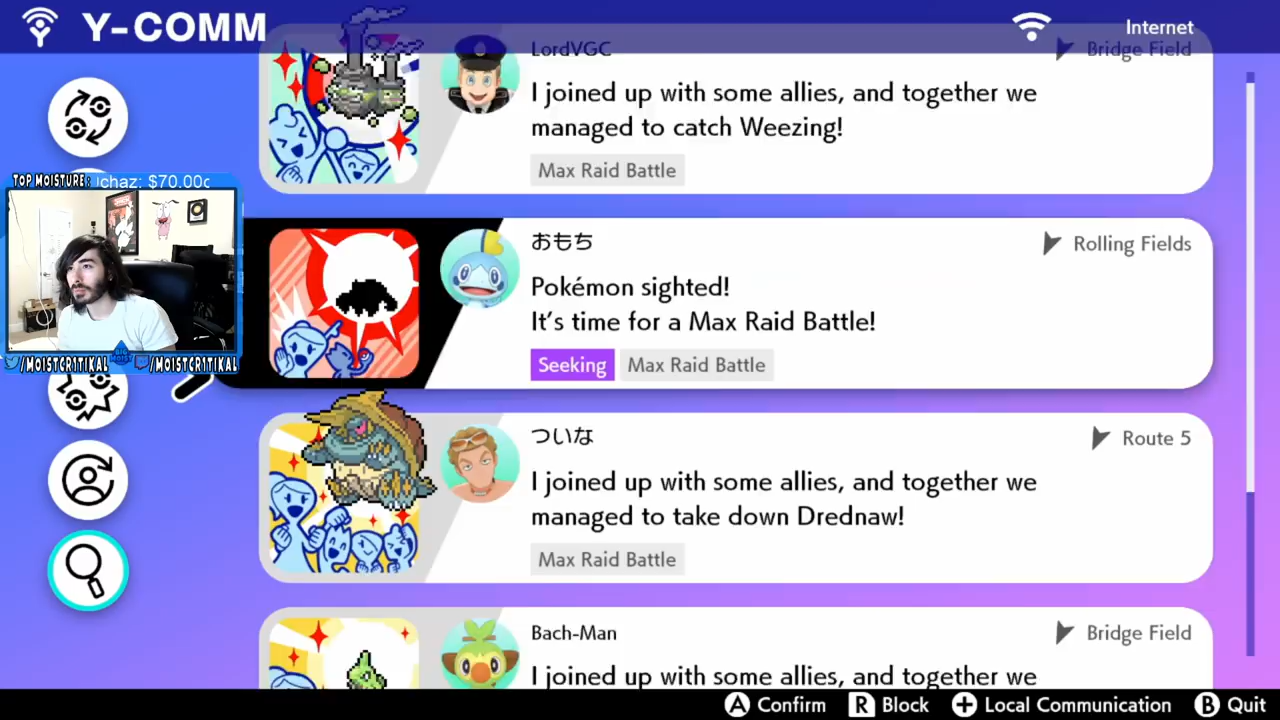 Y-COMM
Internet
LordVGC
Bridge Field
I joined up with some allies, and together we
managed to catch Weezing!
Max Raid Battle
TOP MOISTURE: chaz: $70.00
/MOISTCR1TIKAL
BIG MOIST
/MOISTCR1TIKAL
おもち
Rolling Fields
Pokémon sighted!
It's time for a Max Raid Battle!
Seeking
Max Raid Battle
ついな
Route 5
I joined up with some allies, and together we
managed to take down Drednaw!
Max Raid Battle
Bach-Man
Bridge Field
I joined up with some allies, and together we
A Confirm R Block + Local Communication B Quit